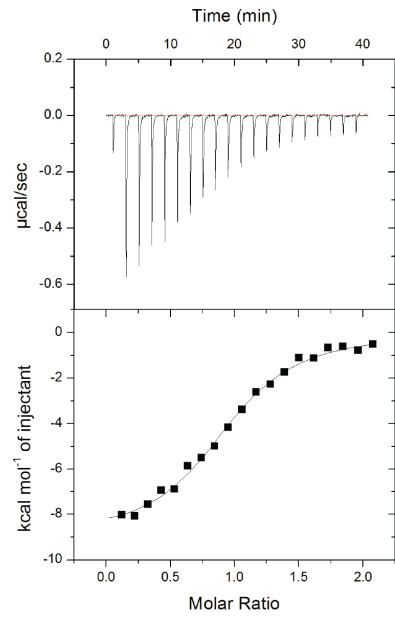 Time (min)
0 10 20 30 40
0.2
0.0
-0.2
-0.4
-0.6
µcal/sec
0
-2
-4
-6
-8
-10
kcal mol⁻¹ of injectant
0.0 0.5 1.0 1.5 2.0
Molar Ratio